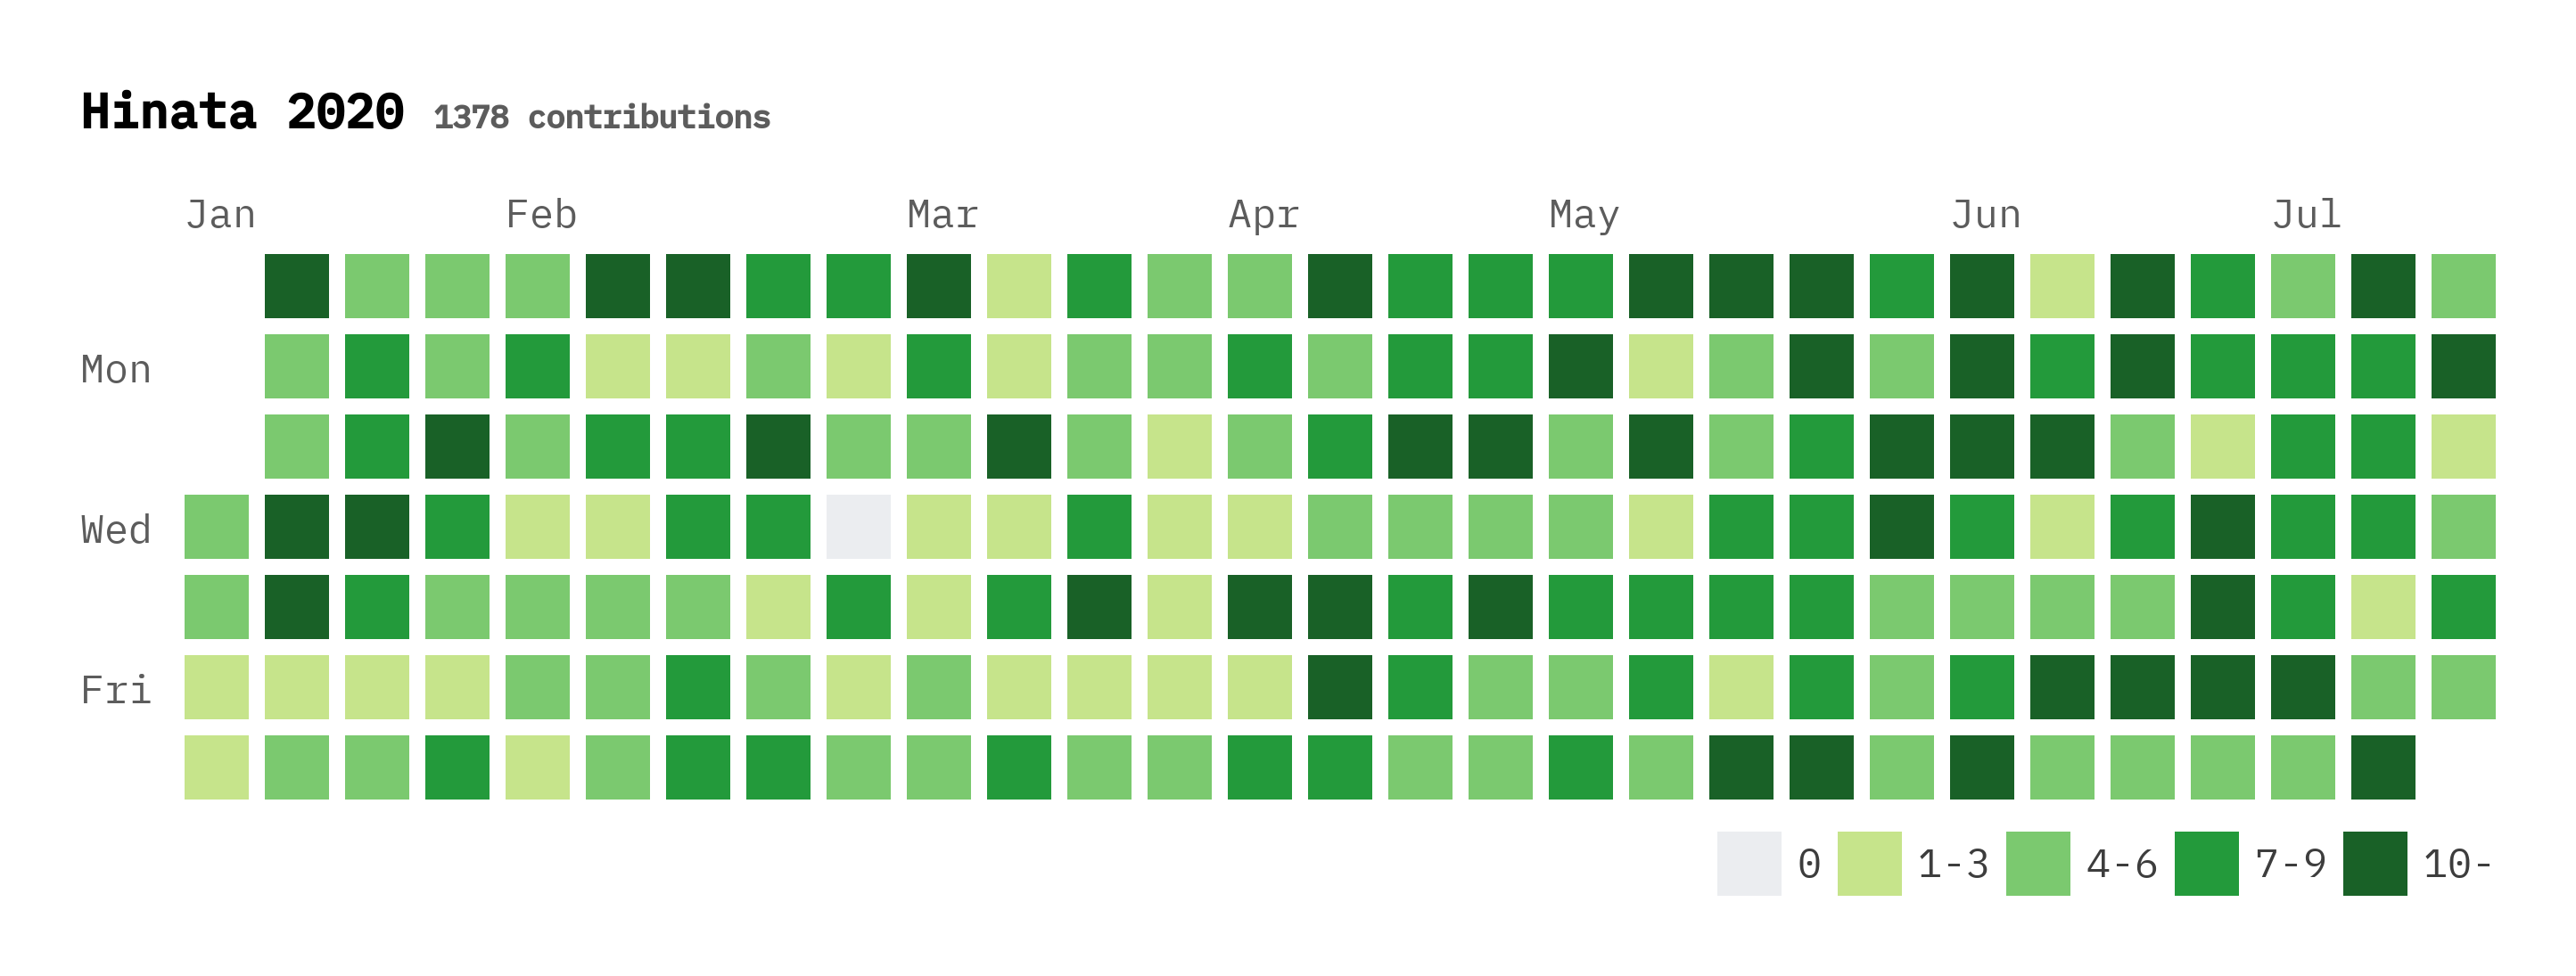 Hinata 2020 1378 contributions
Jan Feb Mar Apr May Jun Jul
Mon
Wed
Fri
0 1-3 4-6 7-9 10-